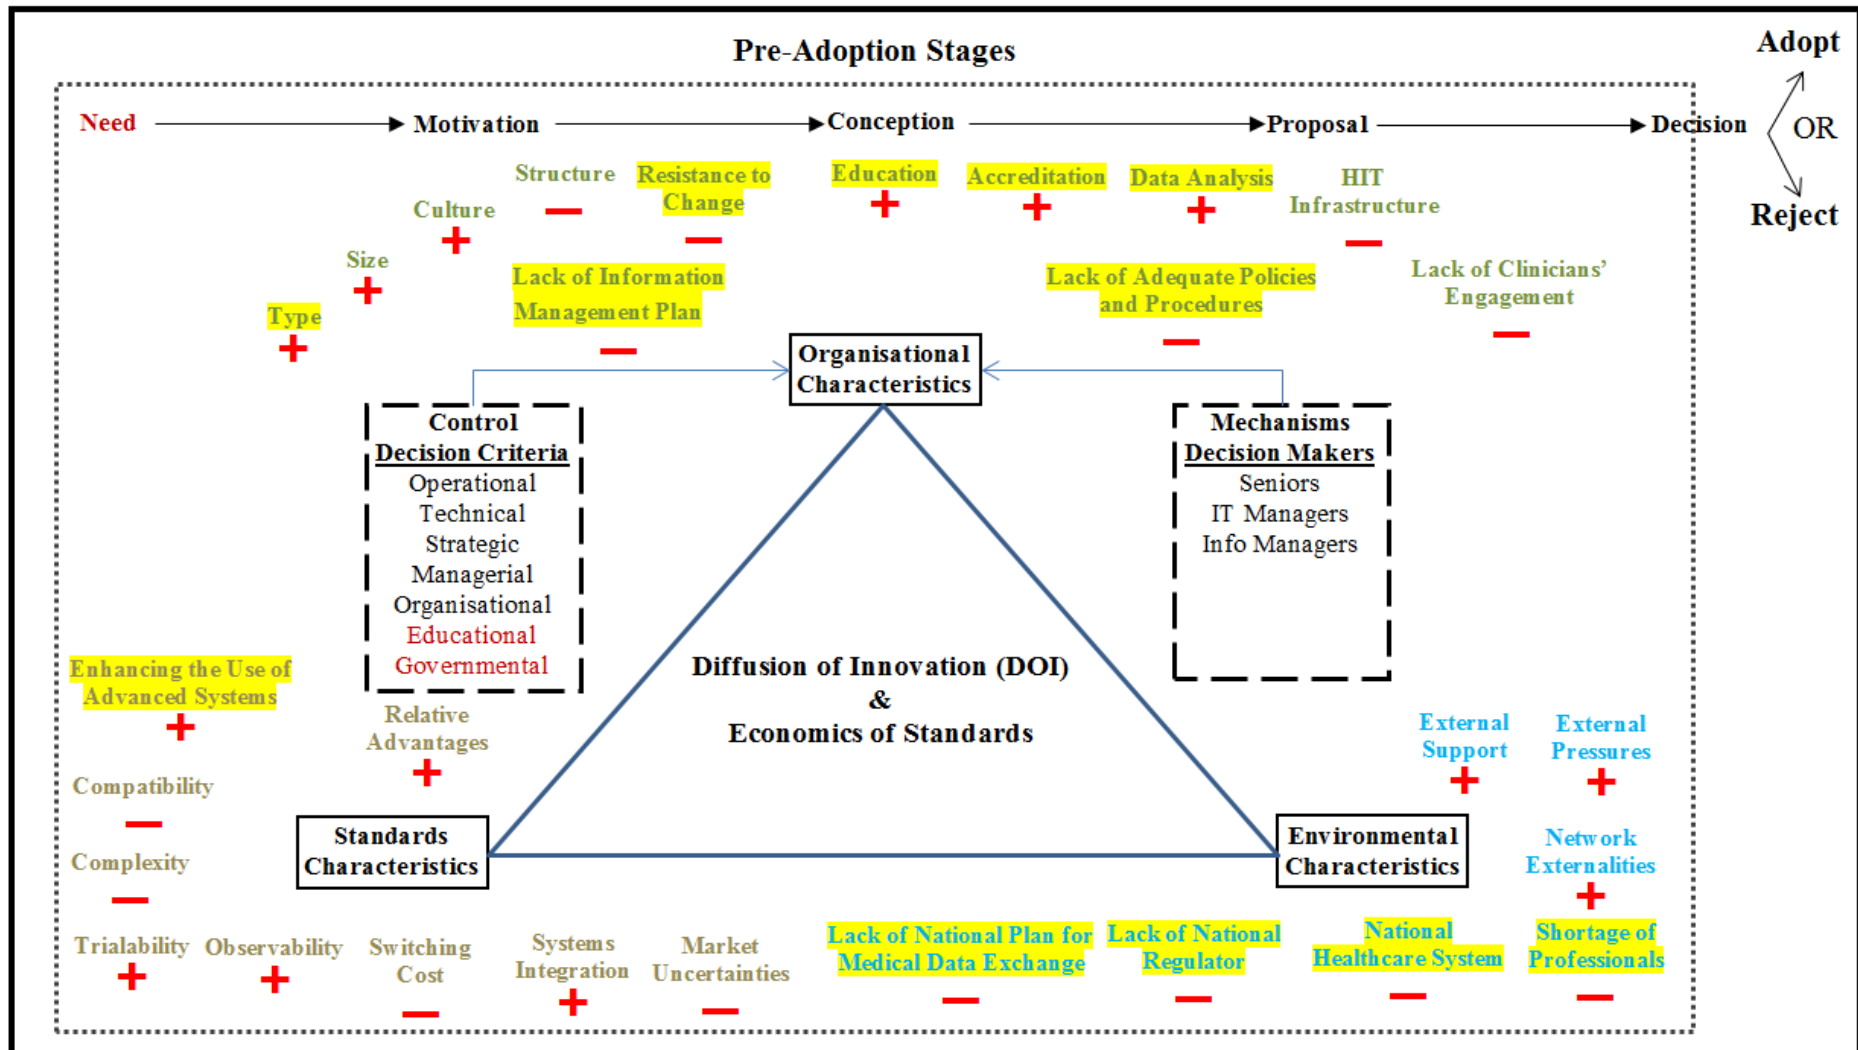 Pre-Adoption Stages
Adopt
OR
Reject
Need
Motivation
Conception
Proposal
Decision
Structure
−
Resistance to
Change
−
Education
+
Accreditation
+
Data Analysis
+
HIT
Infrastructure
−
Culture
+
Size
+
Type
+
Lack of Information
Management Plan
−
Lack of Adequate Policies
and Procedures
−
Lack of Clinicians’
Engagement
−
Organisational
Characteristics
Control
Decision Criteria
Operational
Technical
Strategic
Managerial
Organisational
Educational
Governmental
Mechanisms
Decision Makers
Seniors
IT Managers
Info Managers
Diffusion of Innovation (DOI)
&
Economics of Standards
Enhancing the Use of
Advanced Systems
+
Relative
Advantages
+
Compatibility
−
Complexity
−
Standards
Characteristics
Trialability
+
Observability
+
Switching
Cost
−
Systems
Integration
+
Market
Uncertainties
−
External
Support
+
External
Pressures
+
Environmental
Characteristics
Network
Externalities
+
Lack of National Plan for
Medical Data Exchange
−
Lack of National
Regulator
−
National
Healthcare System
−
Shortage of
Professionals
−